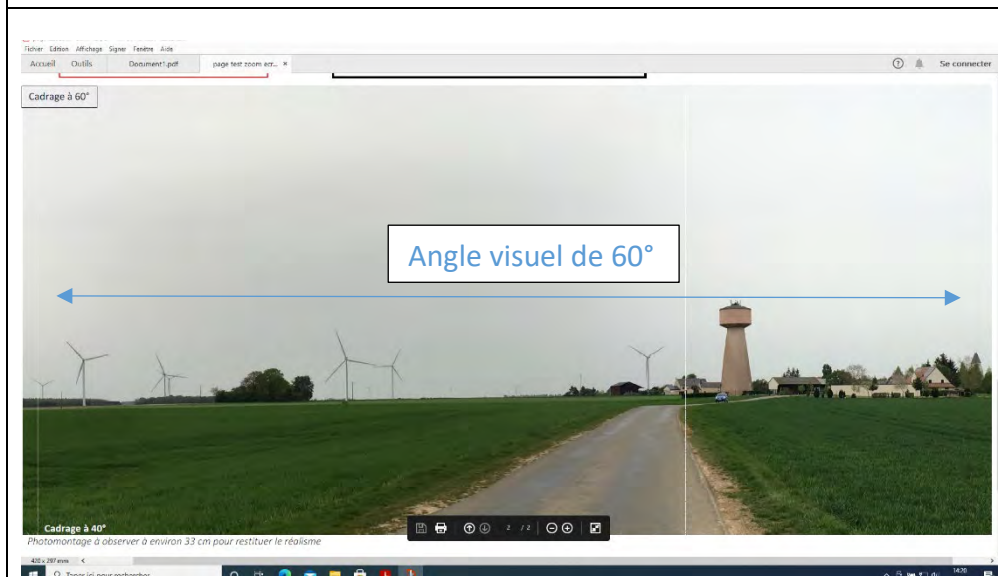 Fichier Edition Affichage Signer Fenêtre Aide
Accueil Outils Document1.pdf page test zoom ecr... × Se connecter
Cadrage à 60°
Angle visuel de 60°
Cadrage à 40°
2 / 2
Photomontage à observer à environ 33 cm pour restituer le réalisme
420 x 297 mm
Taper ici pour rechercher
14:20